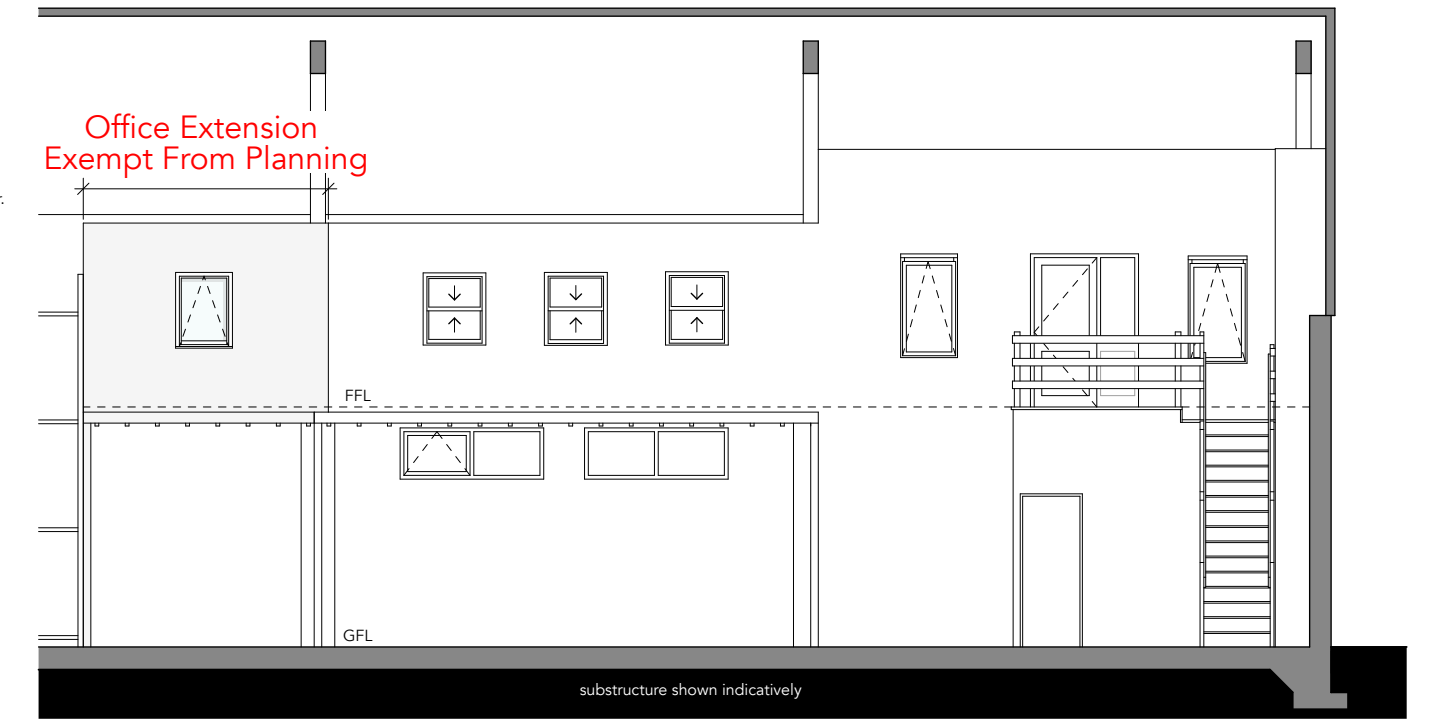 Office Extension
Exempt From Planning
r.
FFL
GFL
substructure shown indicatively